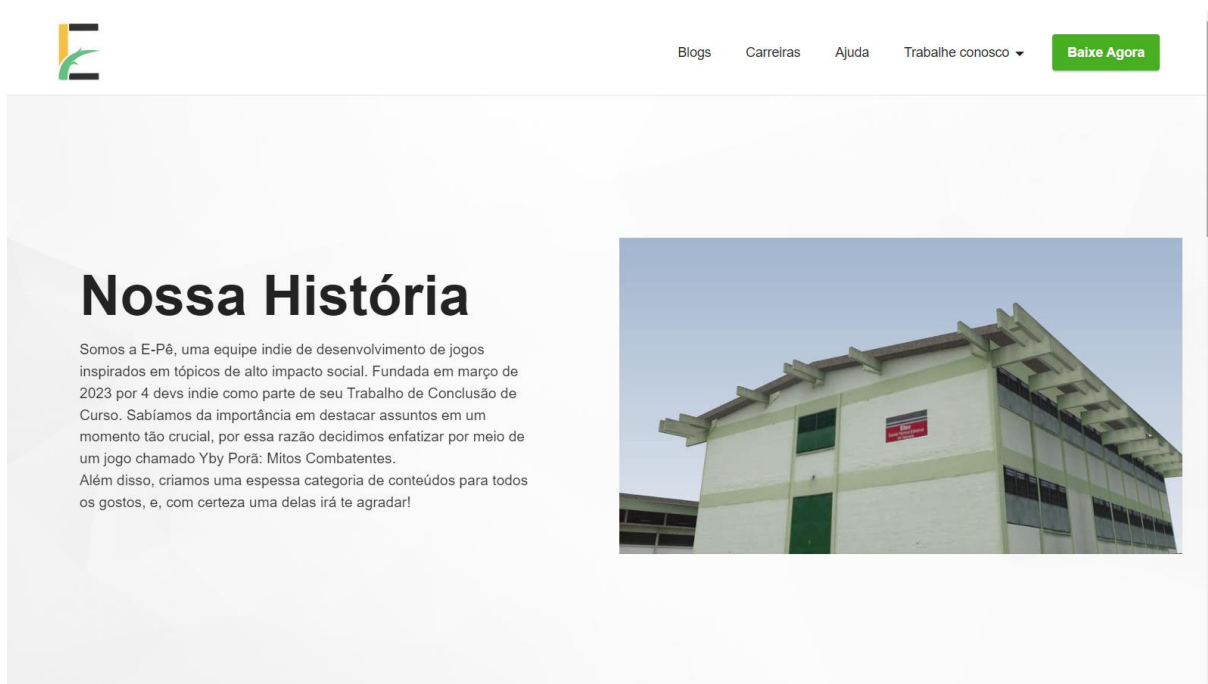 Blogs
Carreiras
Ajuda
Trabalhe conosco
Baixe Agora
Nossa História
Somos a E-Pê, uma equipe indie de desenvolvimento de jogos
inspirados em tópicos de alto impacto social. Fundada em março de
2023 por 4 devs indie como parte de seu Trabalho de Conclusão de
Curso. Sabíamos da importância em destacar assuntos em um
momento tão crucial, por essa razão decidimos enfatizar por meio de
um jogo chamado Yby Porã: Mitos Combatentes.
Além disso, criamos uma espessa categoria de conteúdos para todos
os gostos, e, com certeza uma delas irá te agradar!
Etec
Escola Técnica Estadual